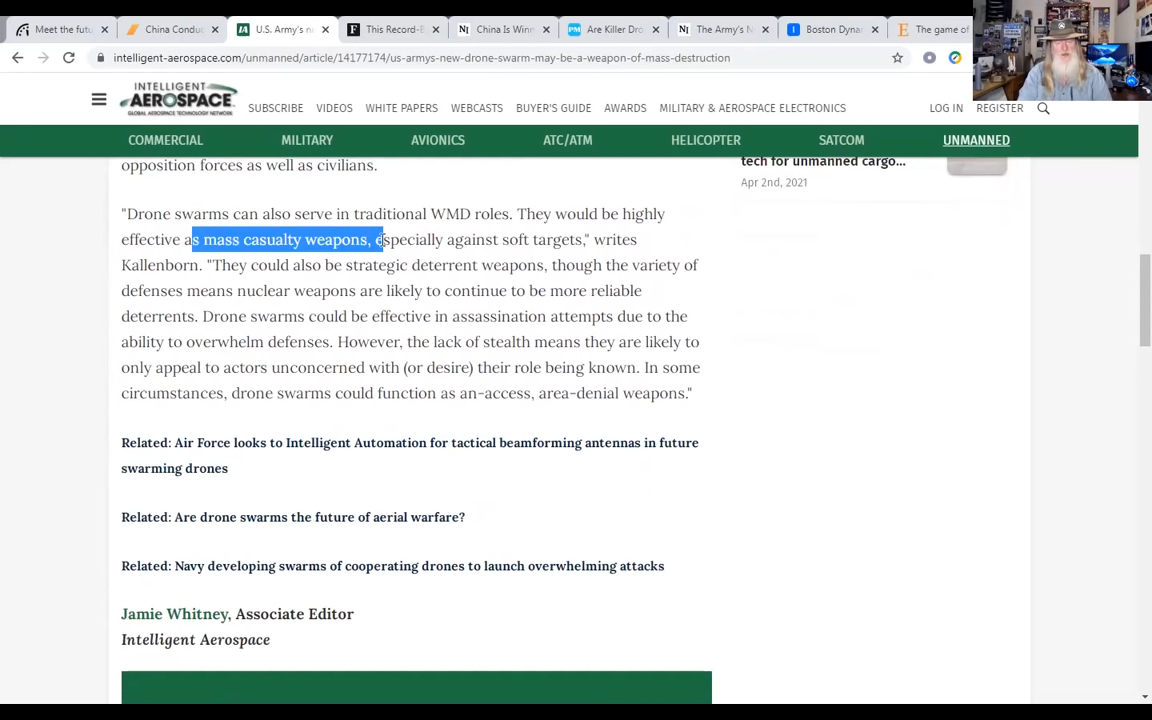 Meet the futu
China Conduc
U.S. Army's n
This Record-B
China Is Winn
Are Killer Dro
The Army's N
Boston Dyna
The game of
intelligent-aerospace.com/unmanned/article/14177174/us-armys-new-drone-swarm-may-be-a-weapon-of-mass-destruction
INTELLIGENT
AEROSPACE
GLOBAL AEROSPACE TECHNOLOGY NETWORK
SUBSCRIBE VIDEOS WHITE PAPERS WEBCASTS BUYER'S GUIDE AWARDS MILITARY & AEROSPACE ELECTRONICS LOG IN REGISTER
COMMERCIAL MILITARY AVIONICS ATC/ATM HELICOPTER SATCOM UNMANNED
opposition forces as well as civilians.
tech for unmanned cargo...
Apr 2nd, 2021
"Drone swarms can also serve in traditional WMD roles. They would be highly
effective as mass casualty weapons, especially against soft targets," writes
Kallenborn. "They could also be strategic deterrent weapons, though the variety of
defenses means nuclear weapons are likely to continue to be more reliable
deterrents. Drone swarms could be effective in assassination attempts due to the
ability to overwhelm defenses. However, the lack of stealth means they are likely to
only appeal to actors unconcerned with (or desire) their role being known. In some
circumstances, drone swarms could function as an-access, area-denial weapons."
Related: Air Force looks to Intelligent Automation for tactical beamforming antennas in future
swarming drones
Related: Are drone swarms the future of aerial warfare?
Related: Navy developing swarms of cooperating drones to launch overwhelming attacks
Jamie Whitney, Associate Editor
Intelligent Aerospace